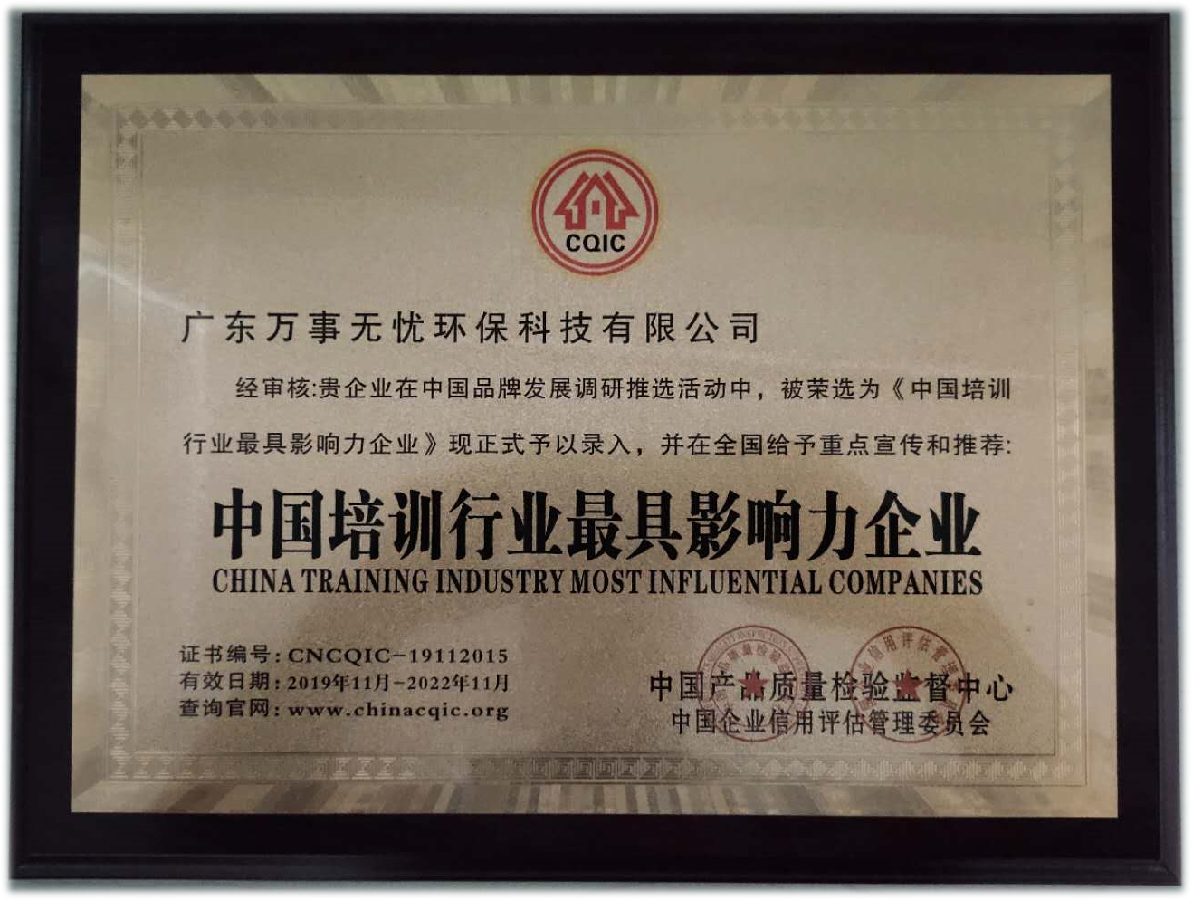 CQIC
广东万事无忧环保科技有限公司
经审核:贵企业在中国品牌发展调研推选活动中，被荣选为《中国培训
行业最具影响力企业》现正式予以录入，并在全国给予重点宣传和推荐:
中国培训行业最具影响力企业
CHINA TRAINING INDUSTRY MOST INFLUENTIAL COMPANIES
证书编号: CNCQIC-19112015
有效日期: 2019年11月-2022年11月
查询官网: www.chinacqic.org
中国产品质量检验监督中心
中国企业信用评估管理委员会